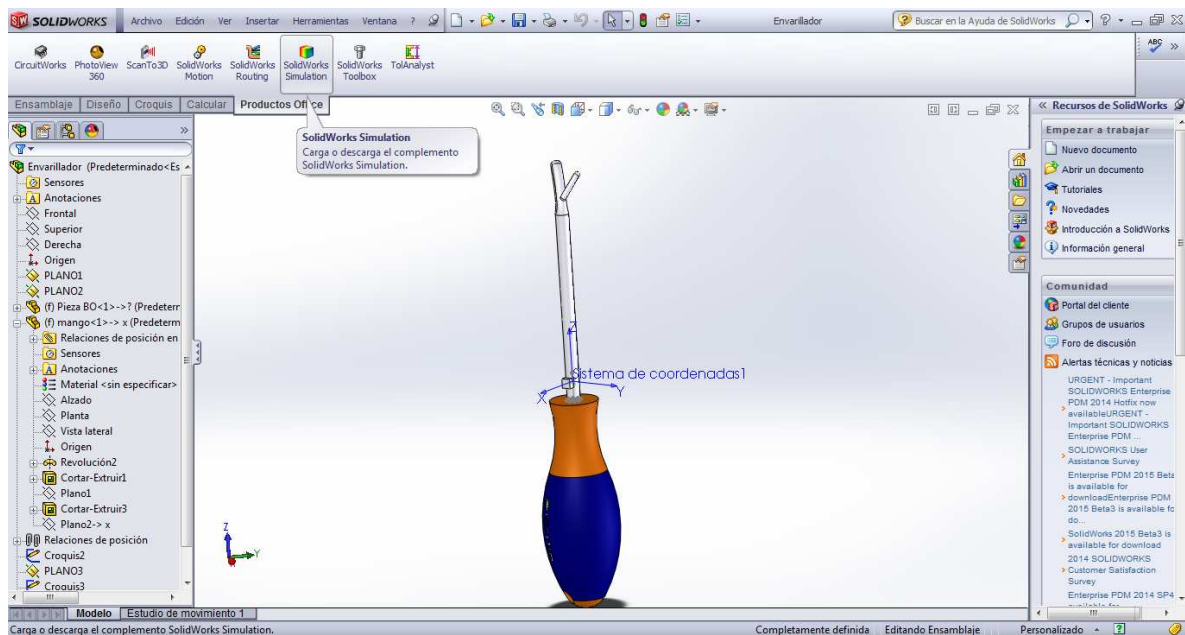 SOLIDWORKS Archivo Edición Ver Insertar Herramientas Ventana ? Envarillador Buscar en la Ayuda de SolidWorks
CircuitWorks
PhotoView 360
ScanTo3D
SolidWorks Motion
SolidWorks Routing
SolidWorks Simulation
SolidWorks Toolbox
TolAnalyst
ABC
Ensamblaje Diseño Croquis Calcular Productos Office
SolidWorks Simulation
Carga o descarga el complemento
SolidWorks Simulation.
Envarillador (Predeterminado<Es
Sensores
Anotaciones
Frontal
Superior
Derecha
Origen
PLANO1
PLANO2
(f) Pieza BO<1>->? (Predeterr
(f) mango<1>-> x (Predeterm
Relaciones de posición en
Sensores
Anotaciones
Material <sin especificar>
Alzado
Planta
Vista lateral
Origen
Revolución2
Cortar-Extruir1
Plano1
Cortar-Extruir3
Plano2-> x
Relaciones de posición
Croquis2
PLANO3
Croquis3
Z
Sistema de coordenadas1
X
Y
Z
Y
Recursos de SolidWorks
Empezar a trabajar
Nuevo documento
Abrir un documento
Tutoriales
Novedades
Introducción a SolidWorks
Información general
Comunidad
Portal del cliente
Grupos de usuarios
Foro de discusión
Alertas técnicas y noticias
URGENT - Important
SOLIDWORKS Enterprise
PDM 2014 Hotfix now
availableURGENT -
Important SOLIDWORKS
Enterprise PDM ...
SOLIDWORKS User
Assistance Survey
Enterprise PDM 2015 Beta
is available for
downloadEnterprise PDM
2015 Beta3 is available fo
do...
SolidWorks 2015 Beta3 is
available for download
2014 SOLIDWORKS
Customer Satisfaction
Survey
Enterprise PDM 2014 SP4
Modelo Estudio de movimiento 1
Carga o descarga el complemento SolidWorks Simulation. Completamente definida Editando Ensamblaje Personalizado